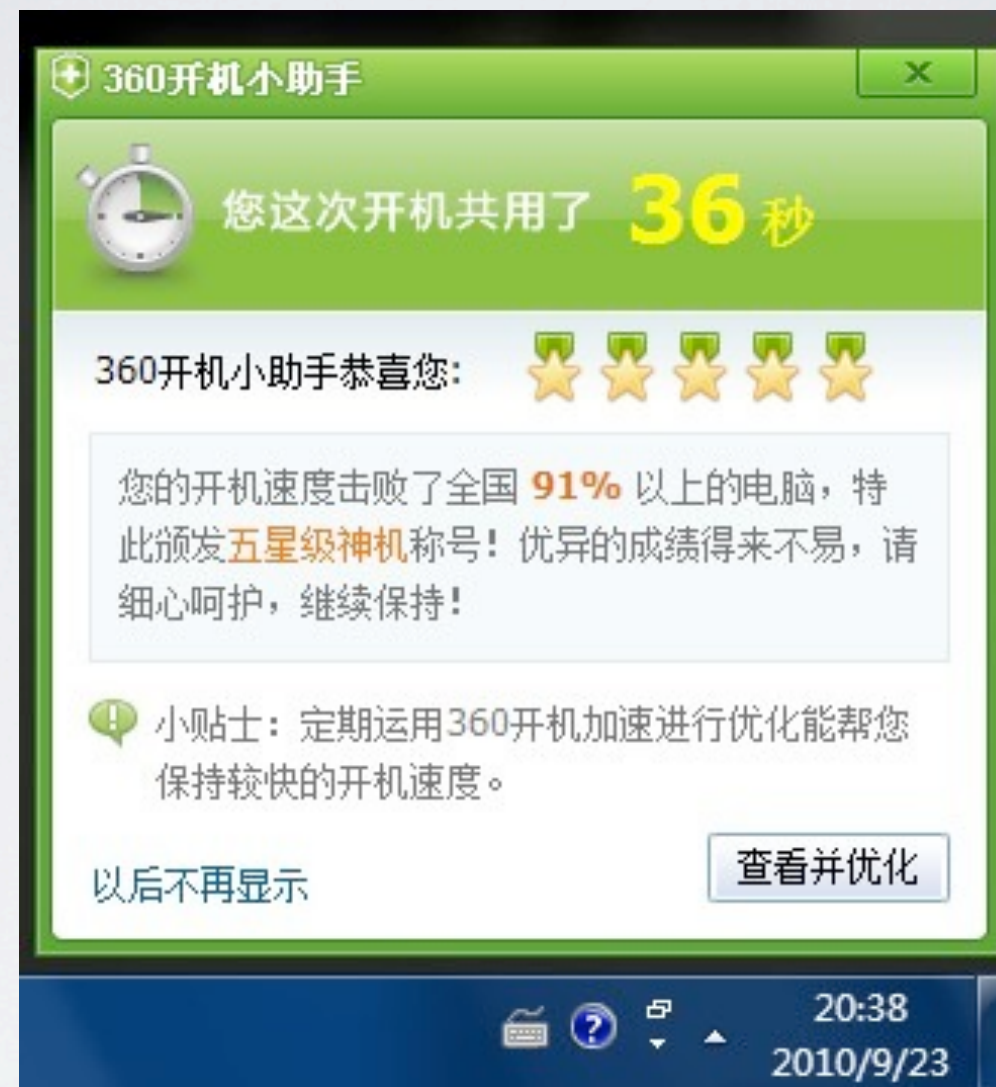 360开机小助手
您这次开机共用了 36 秒
360开机小助手恭喜您:
您的开机速度击败了全国 91% 以上的电脑，特
此颁发五星级神机称号！优异的成绩得来不易，请
细心呵护，继续保持！
小贴士：定期运用360开机加速进行优化能帮您
保持较快的开机速度。
以后不再显示
查看并优化
20:38
2010/9/23